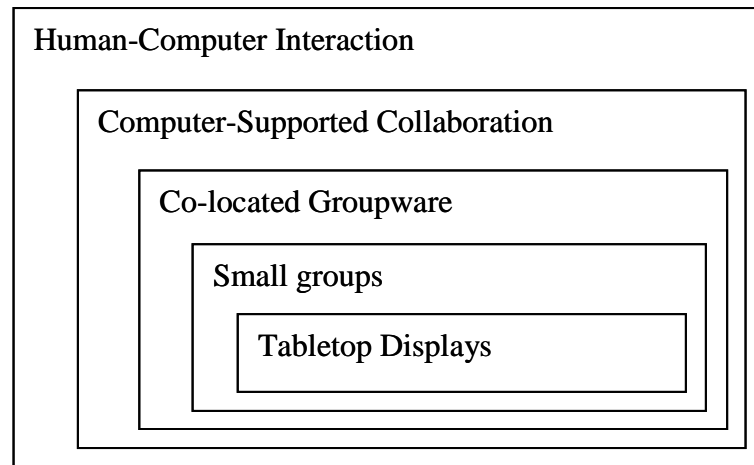 Human-Computer Interaction
Computer-Supported Collaboration
Co-located Groupware
Small groups
Tabletop Displays